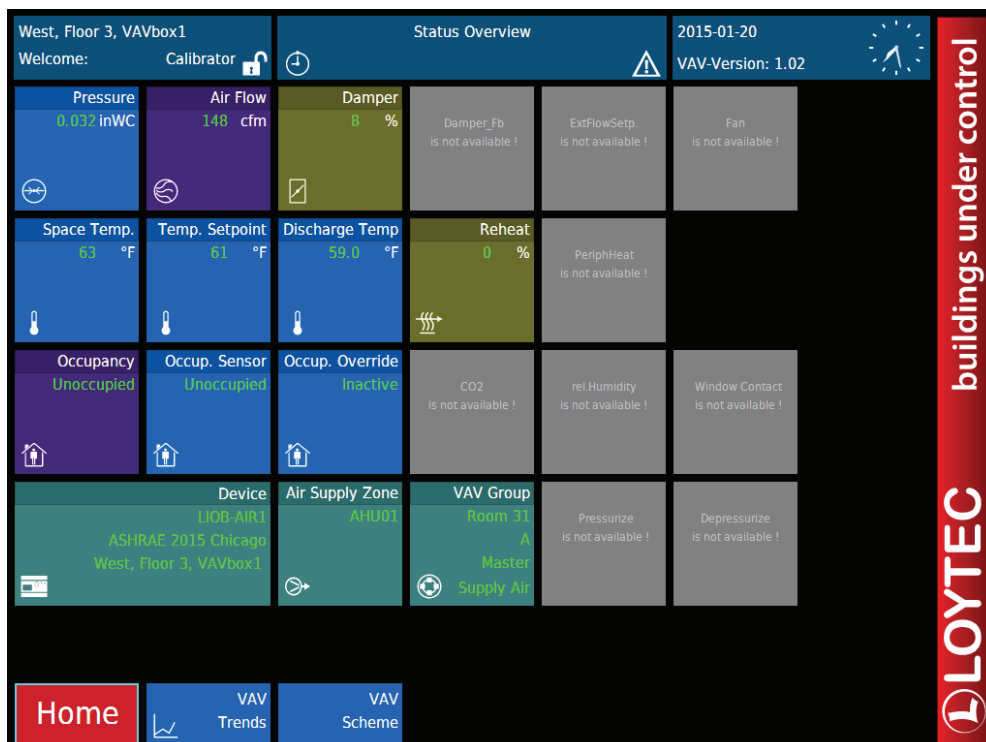 West, Floor 3, VAVbox1
Welcome: Calibrator
Status Overview
2015-01-20
VAV-Version: 1.02
Pressure
0.032 inWC
Air Flow
148 cfm
Damper
8 %
Damper_Fb
is not available !
ExtFlowSetp.
is not available !
Fan
is not available !
Space Temp.
63 °F
Temp. Setpoint
61 °F
Discharge Temp
59.0 °F
Reheat
0 %
PeriphHeat
is not available !
Occupancy
Unoccupied
Occup. Sensor
Unoccupied
Occup. Override
Inactive
CO2
is not available !
rel.Humidity
is not available !
Window Contact
is not available !
Device
LIOB-AIR1
ASHRAE 2015 Chicago
West, Floor 3, VAVbox1
Air Supply Zone
AHU01
VAV Group
Room 31
A
Master
Supply Air
Pressurize
is not available !
Depressurize
is not available !
Home
VAV
Trends
VAV
Scheme
LOYTEC
buildings under control